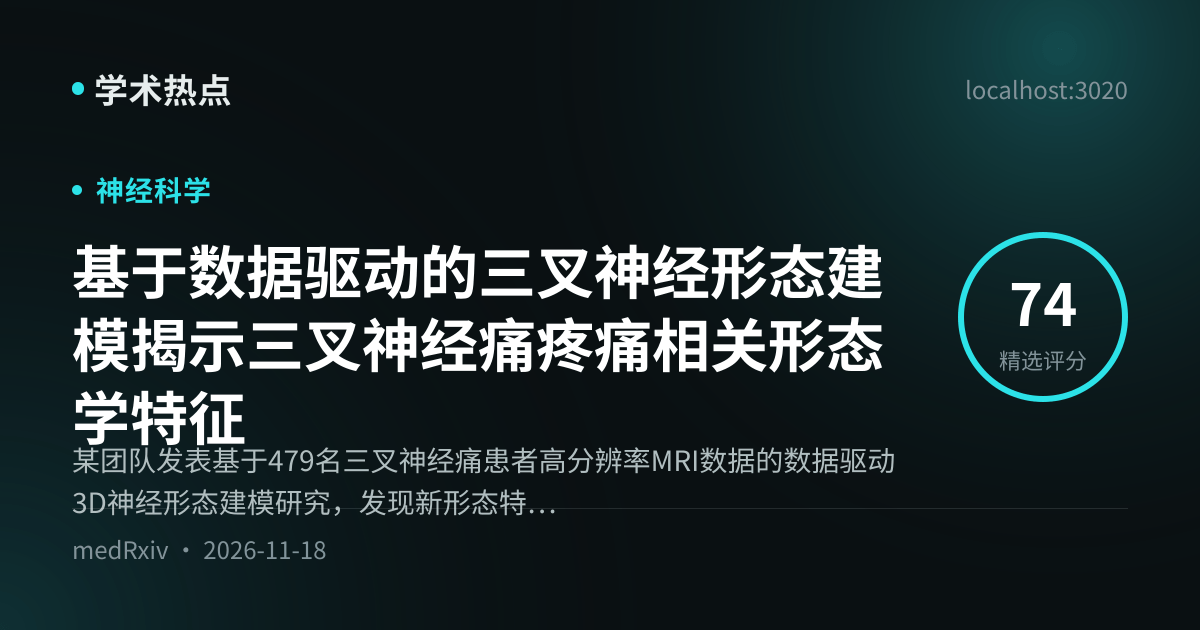 学术热点
localhost:3020
神经科学
基于数据驱动的三叉神经形态建
模揭示三叉神经痛疼痛相关形态
学特征
74
精选评分
某团队发表基于479名三叉神经痛患者高分辨率MRI数据的数据驱动
3D神经形态建模研究，发现新形态特…
medRxiv · 2026-11-18